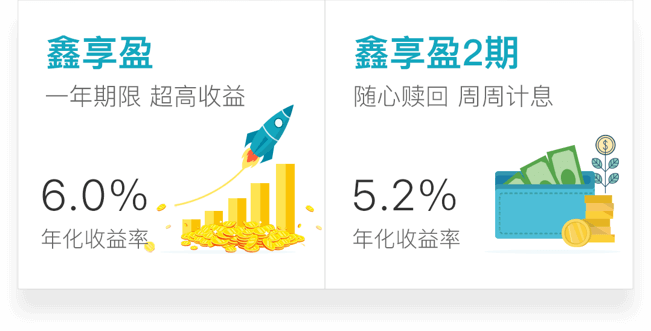 鑫享盈
一年期限 超高收益
6.0%
年化收益率
鑫享盈2期
随心赎回 周周计息
5.2%
年化收益率
$